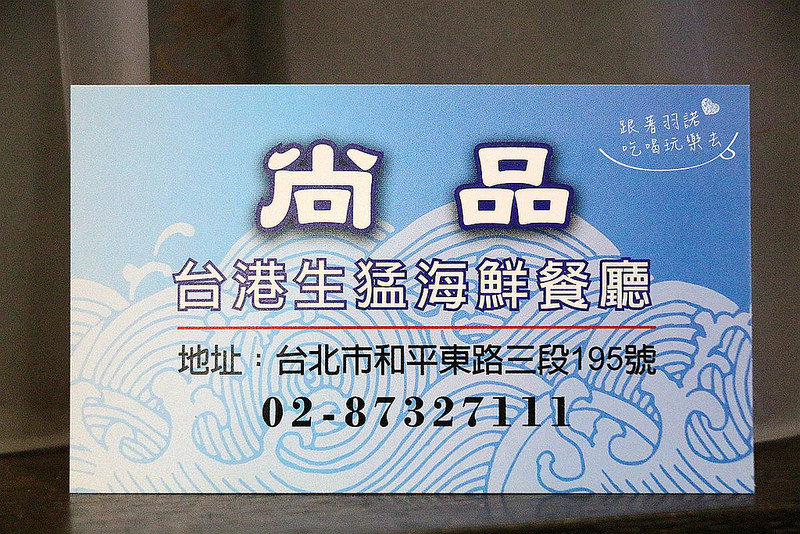 跟著羽諾
吃喝玩樂去
尚品
台港生猛海鮮餐廳
地址：台北市和平東路三段195號
02-87327111